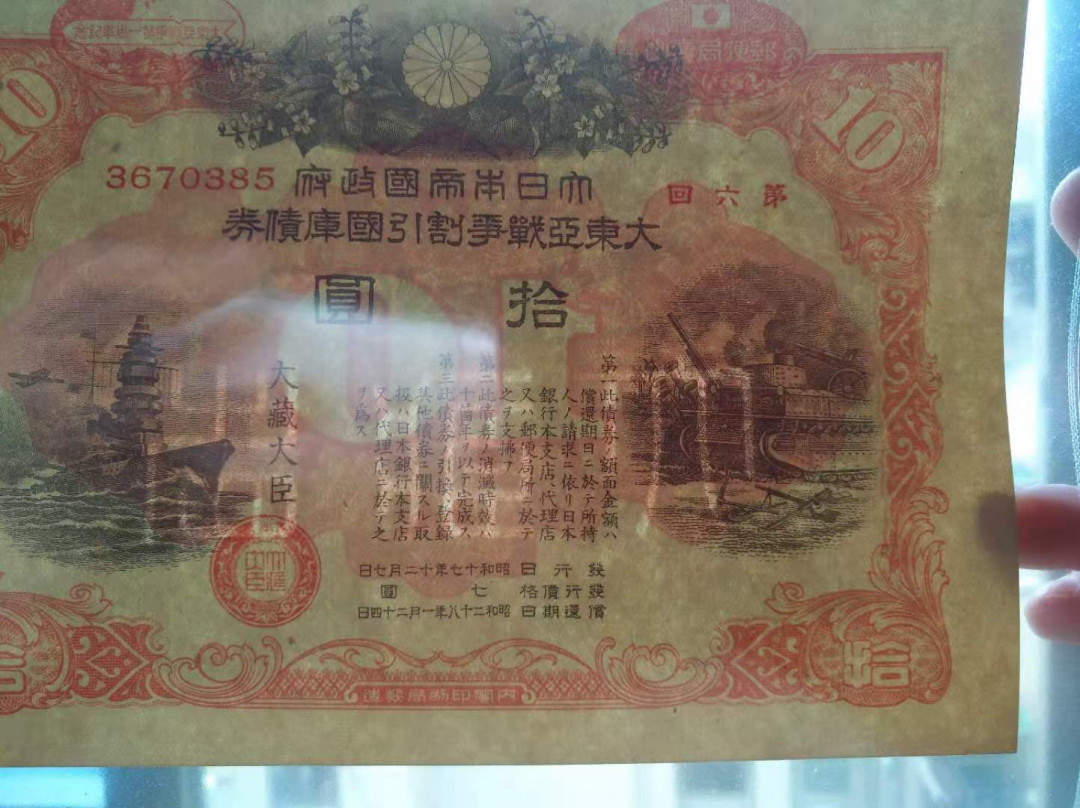 10
10
第六回
3670385
大日本帝國政府
大東亞戰爭割引國庫債券
拾圓
第一此債券ノ額面金額ハ
償還期日ニ於テ所持
人ノ請求ニ依リ日本
銀行本支店、代理店
又ハ郵便局所ニ於テ
之ヲ支拂フ
第二此債券ノ消滅時效ハ
十箇年ヲ以テ完成ス
第三此債券ノ引換、登録
其他債券ニ關スル取
扱ハ日本銀行本支店
又ハ代理店ニ於テ之
ヲ爲ス
大藏大臣
發行日 昭和十七年十二月七日
發行價格 七圓
償還期日 昭和二十八年一月二十四日
拾
拾
內閣印刷局製造